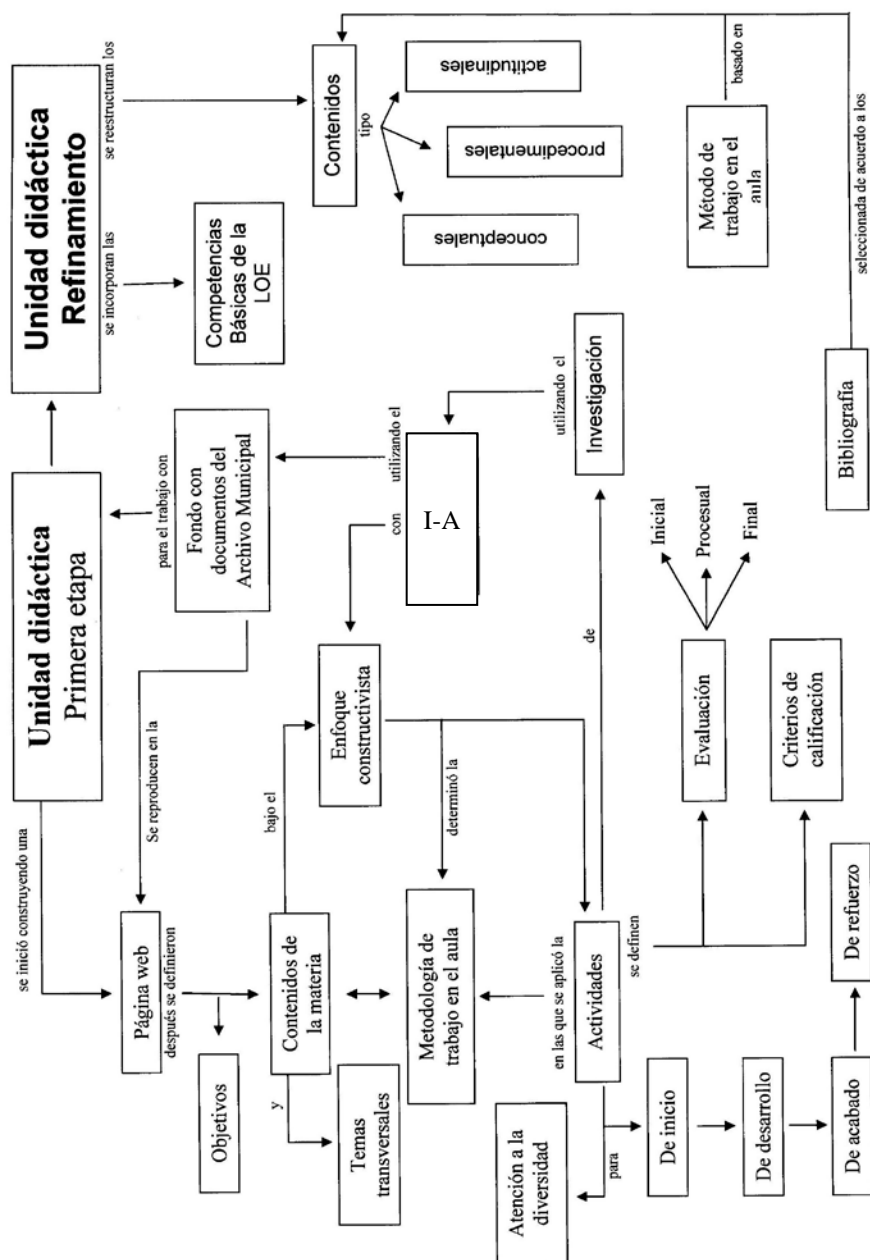 Unidad didáctica
Primera etapa
Unidad didáctica
Refinamiento
se inició construyendo una
Se reproducen en la
para el trabajo con
se incorporan las
se reestructuran los
Página web
después se definieron
Fondo con
documentos del
Archivo Municipal
Competencias
Básicas de la
LOE
Contenidos
tipo
Objetivos
utilizando el
conceptuales
procedimentales
actitudinales
Contenidos de
la materia
bajo el
Enfoque
constructivista
con
I-A
y
Temas
transversales
determinó la
utilizando el
Metodología de
trabajo en el aula
Investigación
Método de
trabajo en el
aula
basado en
en las que se aplicó la
Actividades
de
se definen
Atención a la
diversidad
para
De inicio
De desarrollo
De acabado
De refuerzo
Evaluación
Inicial
Procesual
Final
Criterios de
calificación
Bibliografía
seleccionada de acuerdo a los